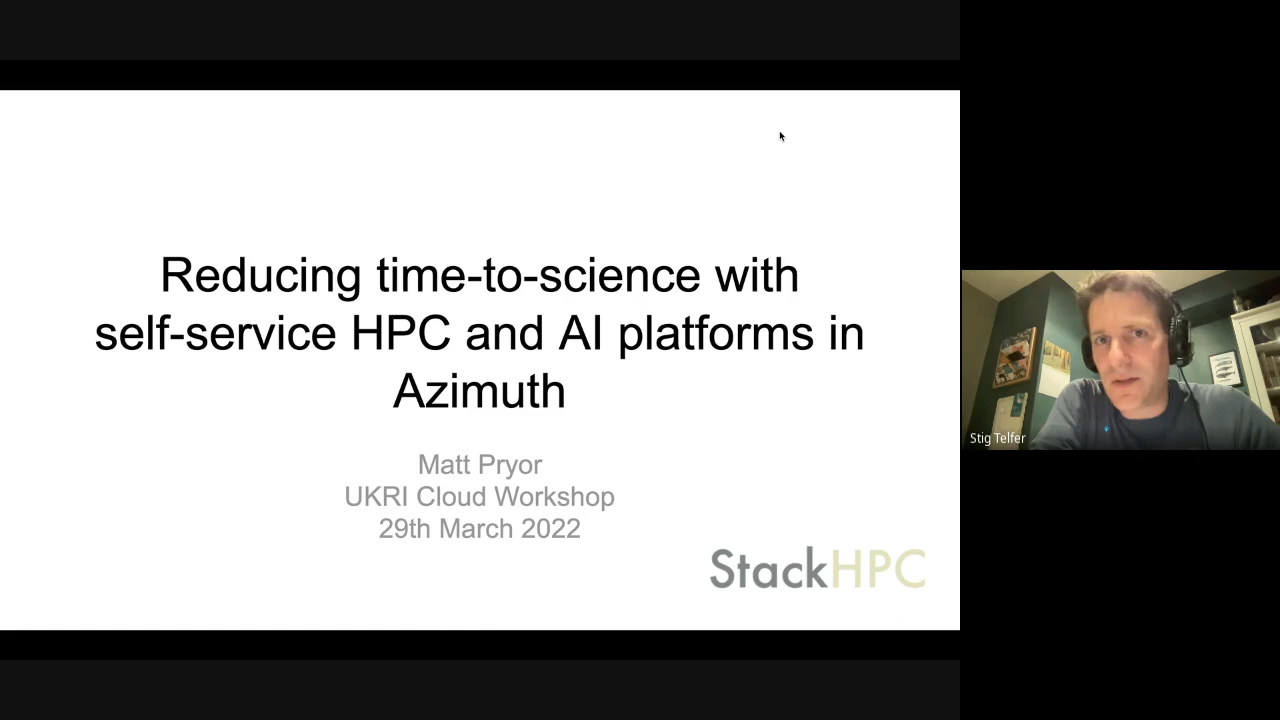 Reducing time-to-science with
self-service HPC and AI platforms in
Azimuth
Matt Pryor
UKRI Cloud Workshop
29th March 2022
StackHPC
Stig Telfer